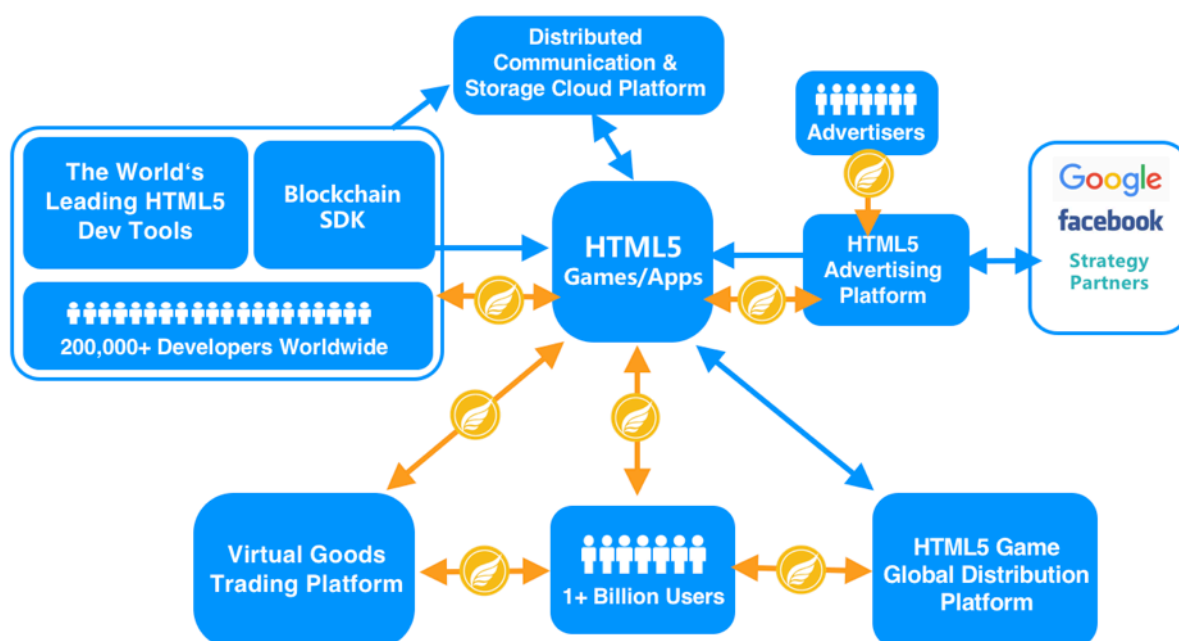 Distributed
Communication &
Storage Cloud Platform
Advertisers
The World‘s
Leading HTML5
Dev Tools
Blockchain
SDK
200,000+ Developers Worldwide
HTML5
Games/Apps
HTML5
Advertising
Platform
Google
facebook
Strategy
Partners
Virtual Goods
Trading Platform
1+ Billion Users
HTML5 Game
Global Distribution
Platform